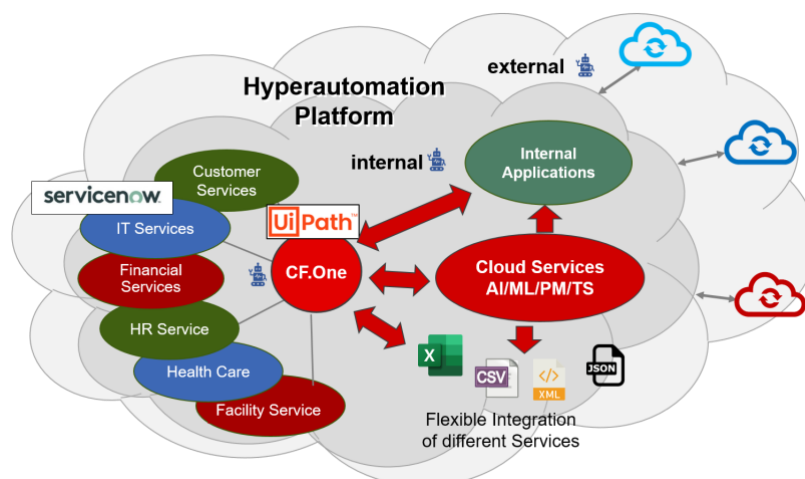 Hyperautomation
Platform
external
internal
Internal
Applications
Customer
Services
servicenow
IT Services
UiPath™
Financial
Services
CF.One
Cloud Services
AI/ML/PM/TS
HR Service
Health Care
Facility Service
X
CSV
</>
XML
JSON
Flexible Integration
of different Services